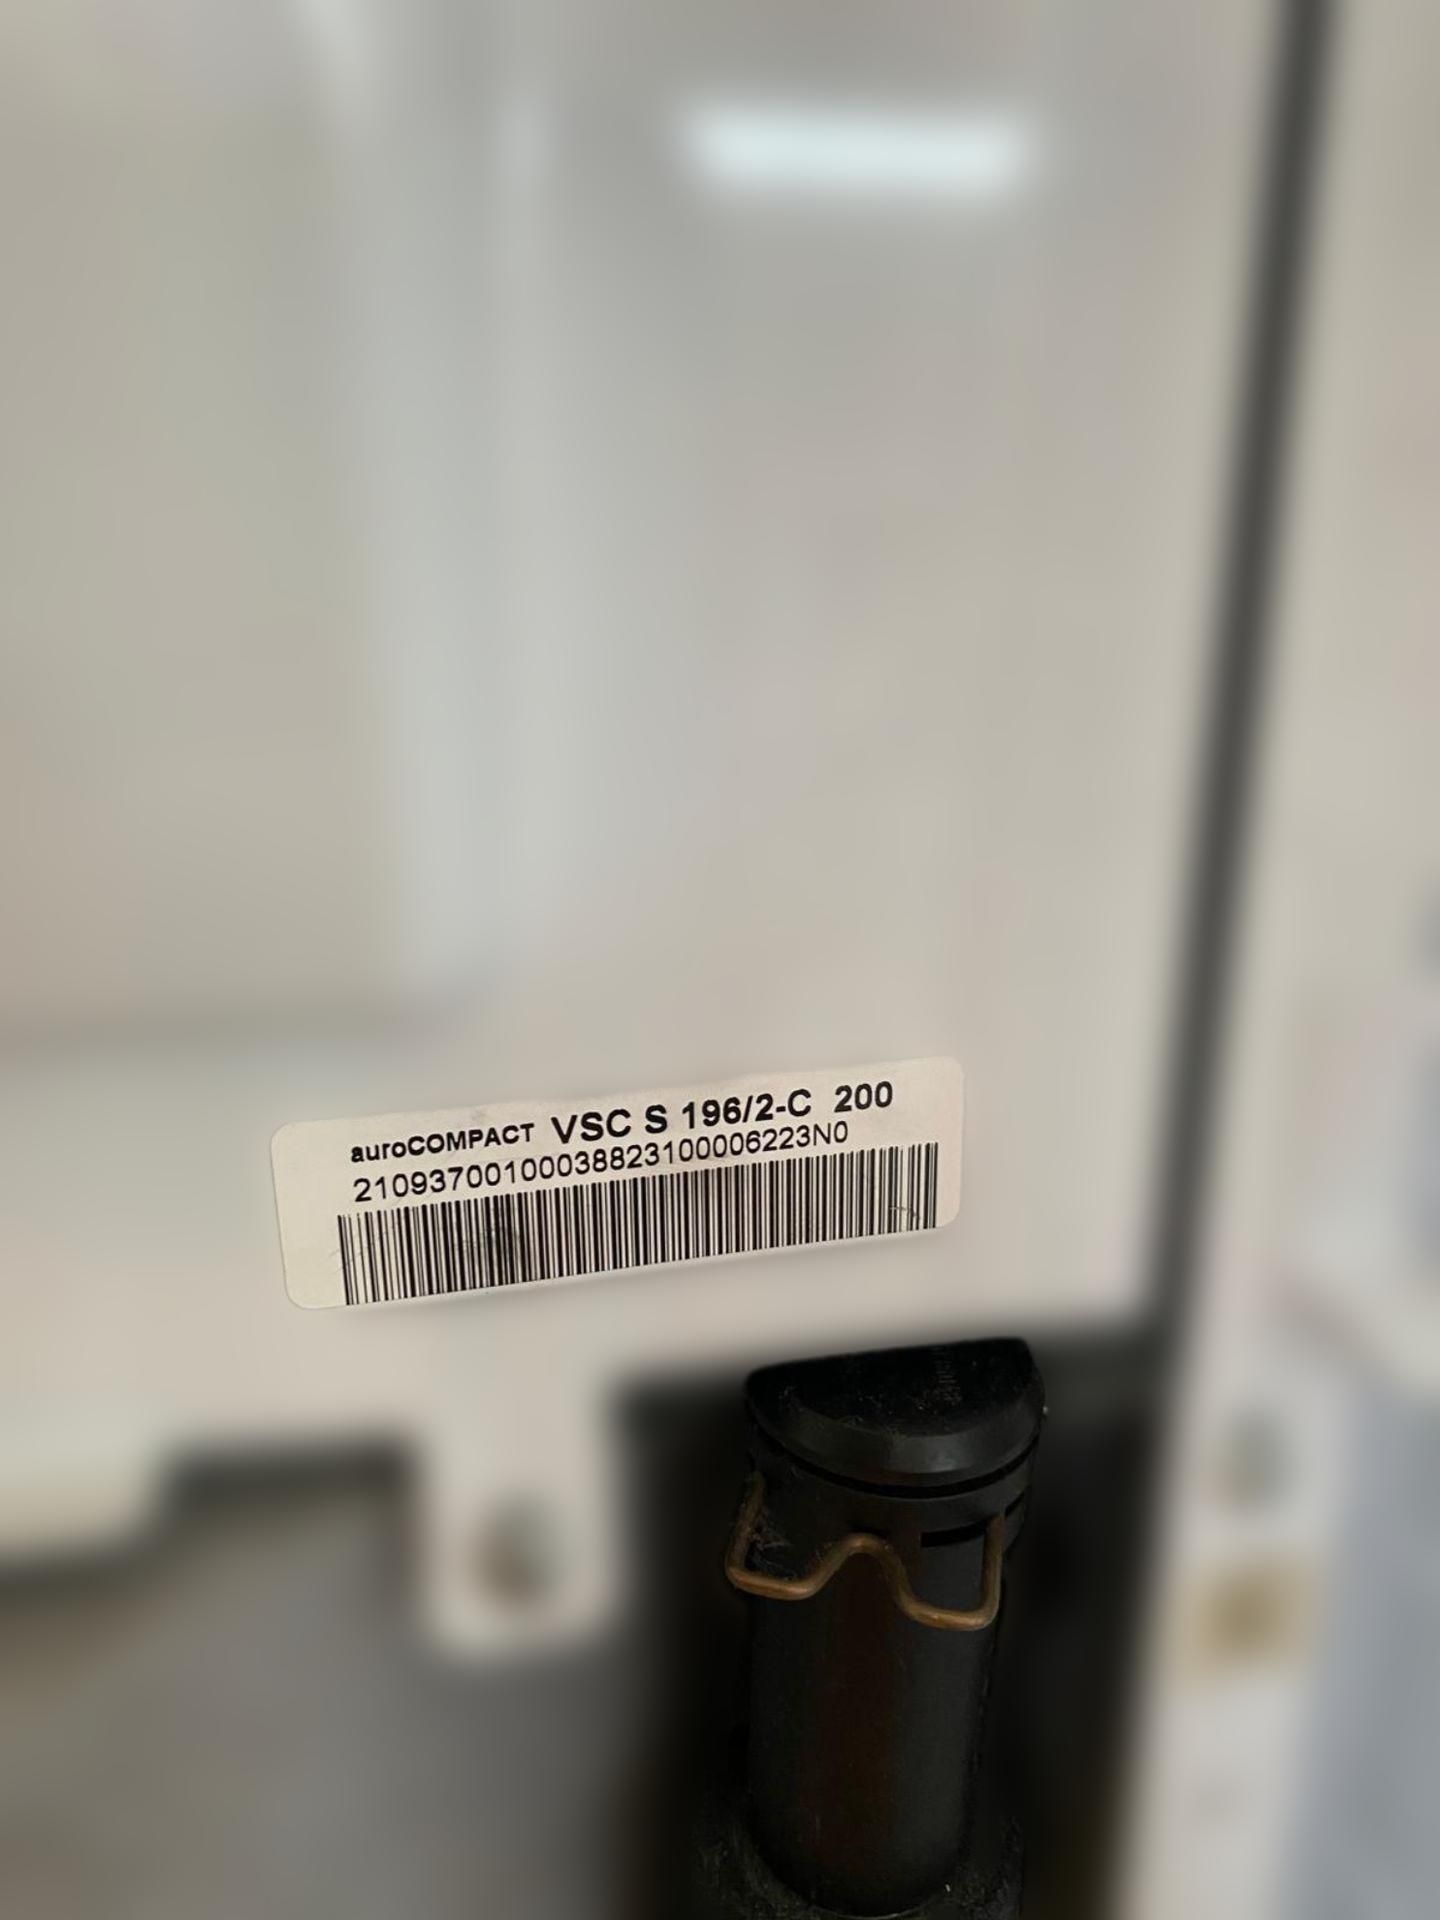 auroCOMPACT VSC S 196/2-C 200
21093700100038823100006223N0